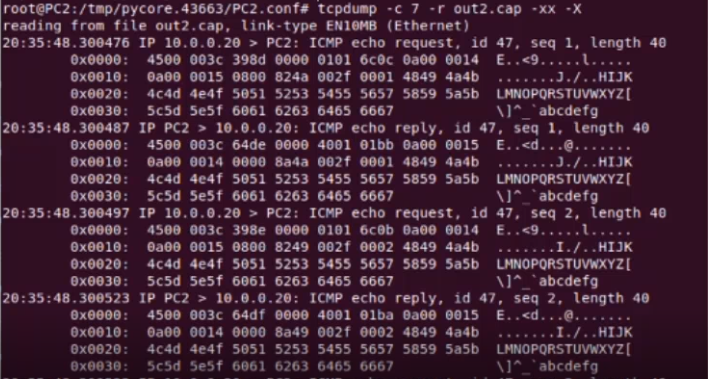 root@PC2:/tmp/pycore.43663/PC2.conf# tcpdump -c 7 -r out2.cap -xx -X
reading from file out2.cap, link-type EN10MB (Ethernet)
20:35:48.300476 IP 10.0.0.20 > PC2: ICMP echo request, id 47, seq 1, length 40
0x0000: 4500 003c 398d 0000 0101 6c0c 0a00 0014 E..<9.....l.....
0x0010: 0a00 0015 0800 824a 002f 0001 4849 4a4b .......J./..HIJK
0x0020: 4c4d 4e4f 5051 5253 5455 5657 5859 5a5b LMNOPQRSTUVWXYZ[
0x0030: 5c5d 5e5f 6061 6263 6465 6667 \]^_`abcdefg
20:35:48.300487 IP PC2 > 10.0.0.20: ICMP echo reply, id 47, seq 1, length 40
0x0000: 4500 003c 64de 0000 4001 01bb 0a00 0015 E..<d...@.......
0x0010: 0a00 0014 0000 8a4a 002f 0001 4849 4a4b .......J./..HIJK
0x0020: 4c4d 4e4f 5051 5253 5455 5657 5859 5a5b LMNOPQRSTUVWXYZ[
0x0030: 5c5d 5e5f 6061 6263 6465 6667 \]^_`abcdefg
20:35:48.300497 IP 10.0.0.20 > PC2: ICMP echo request, id 47, seq 2, length 40
0x0000: 4500 003c 398e 0000 0101 6c0b 0a00 0014 E..<9.....l.....
0x0010: 0a00 0015 0800 8249 002f 0002 4849 4a4b .......I./..HIJK
0x0020: 4c4d 4e4f 5051 5253 5455 5657 5859 5a5b LMNOPQRSTUVWXYZ[
0x0030: 5c5d 5e5f 6061 6263 6465 6667 \]^_`abcdefg
20:35:48.300523 IP PC2 > 10.0.0.20: ICMP echo reply, id 47, seq 2, length 40
0x0000: 4500 003c 64df 0000 4001 01ba 0a00 0015 E..<d...@.......
0x0010: 0a00 0014 0000 8a49 002f 0002 4849 4a4b .......I./..HIJK
0x0020: 4c4d 4e4f 5051 5253 5455 5657 5859 5a5b LMNOPQRSTUVWXYZ[
0x0030: 5c5d 5e5f 6061 6263 6465 6667 \]^_`abcdefg